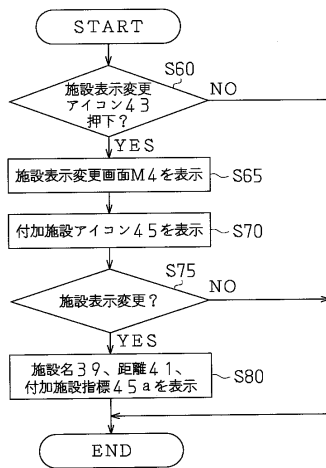 START
S60
施設表示変更
アイコン43
押下?
NO
YES
施設表示変更画面M4を表示
S65
付加施設アイコン45を表示
S70
S75
施設表示変更?
NO
YES
施設名39、距離41、
付加施設指標45aを表示
S80
END